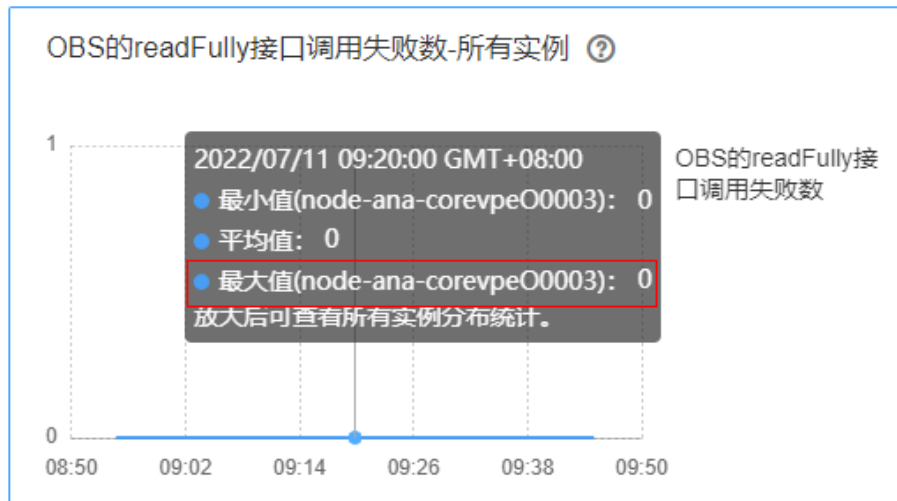 OBS的readFully接口调用失败数-所有实例 ?
1
2022/07/11 09:20:00 GMT+08:00
最小值(node-ana-corevpeO0003): 0
平均值: 0
最大值(node-ana-corevpeO0003): 0
放大后可查看所有实例分布统计。
OBS的readFully接
口调用失败数
0
08:50 09:02 09:14 09:26 09:38 09:50